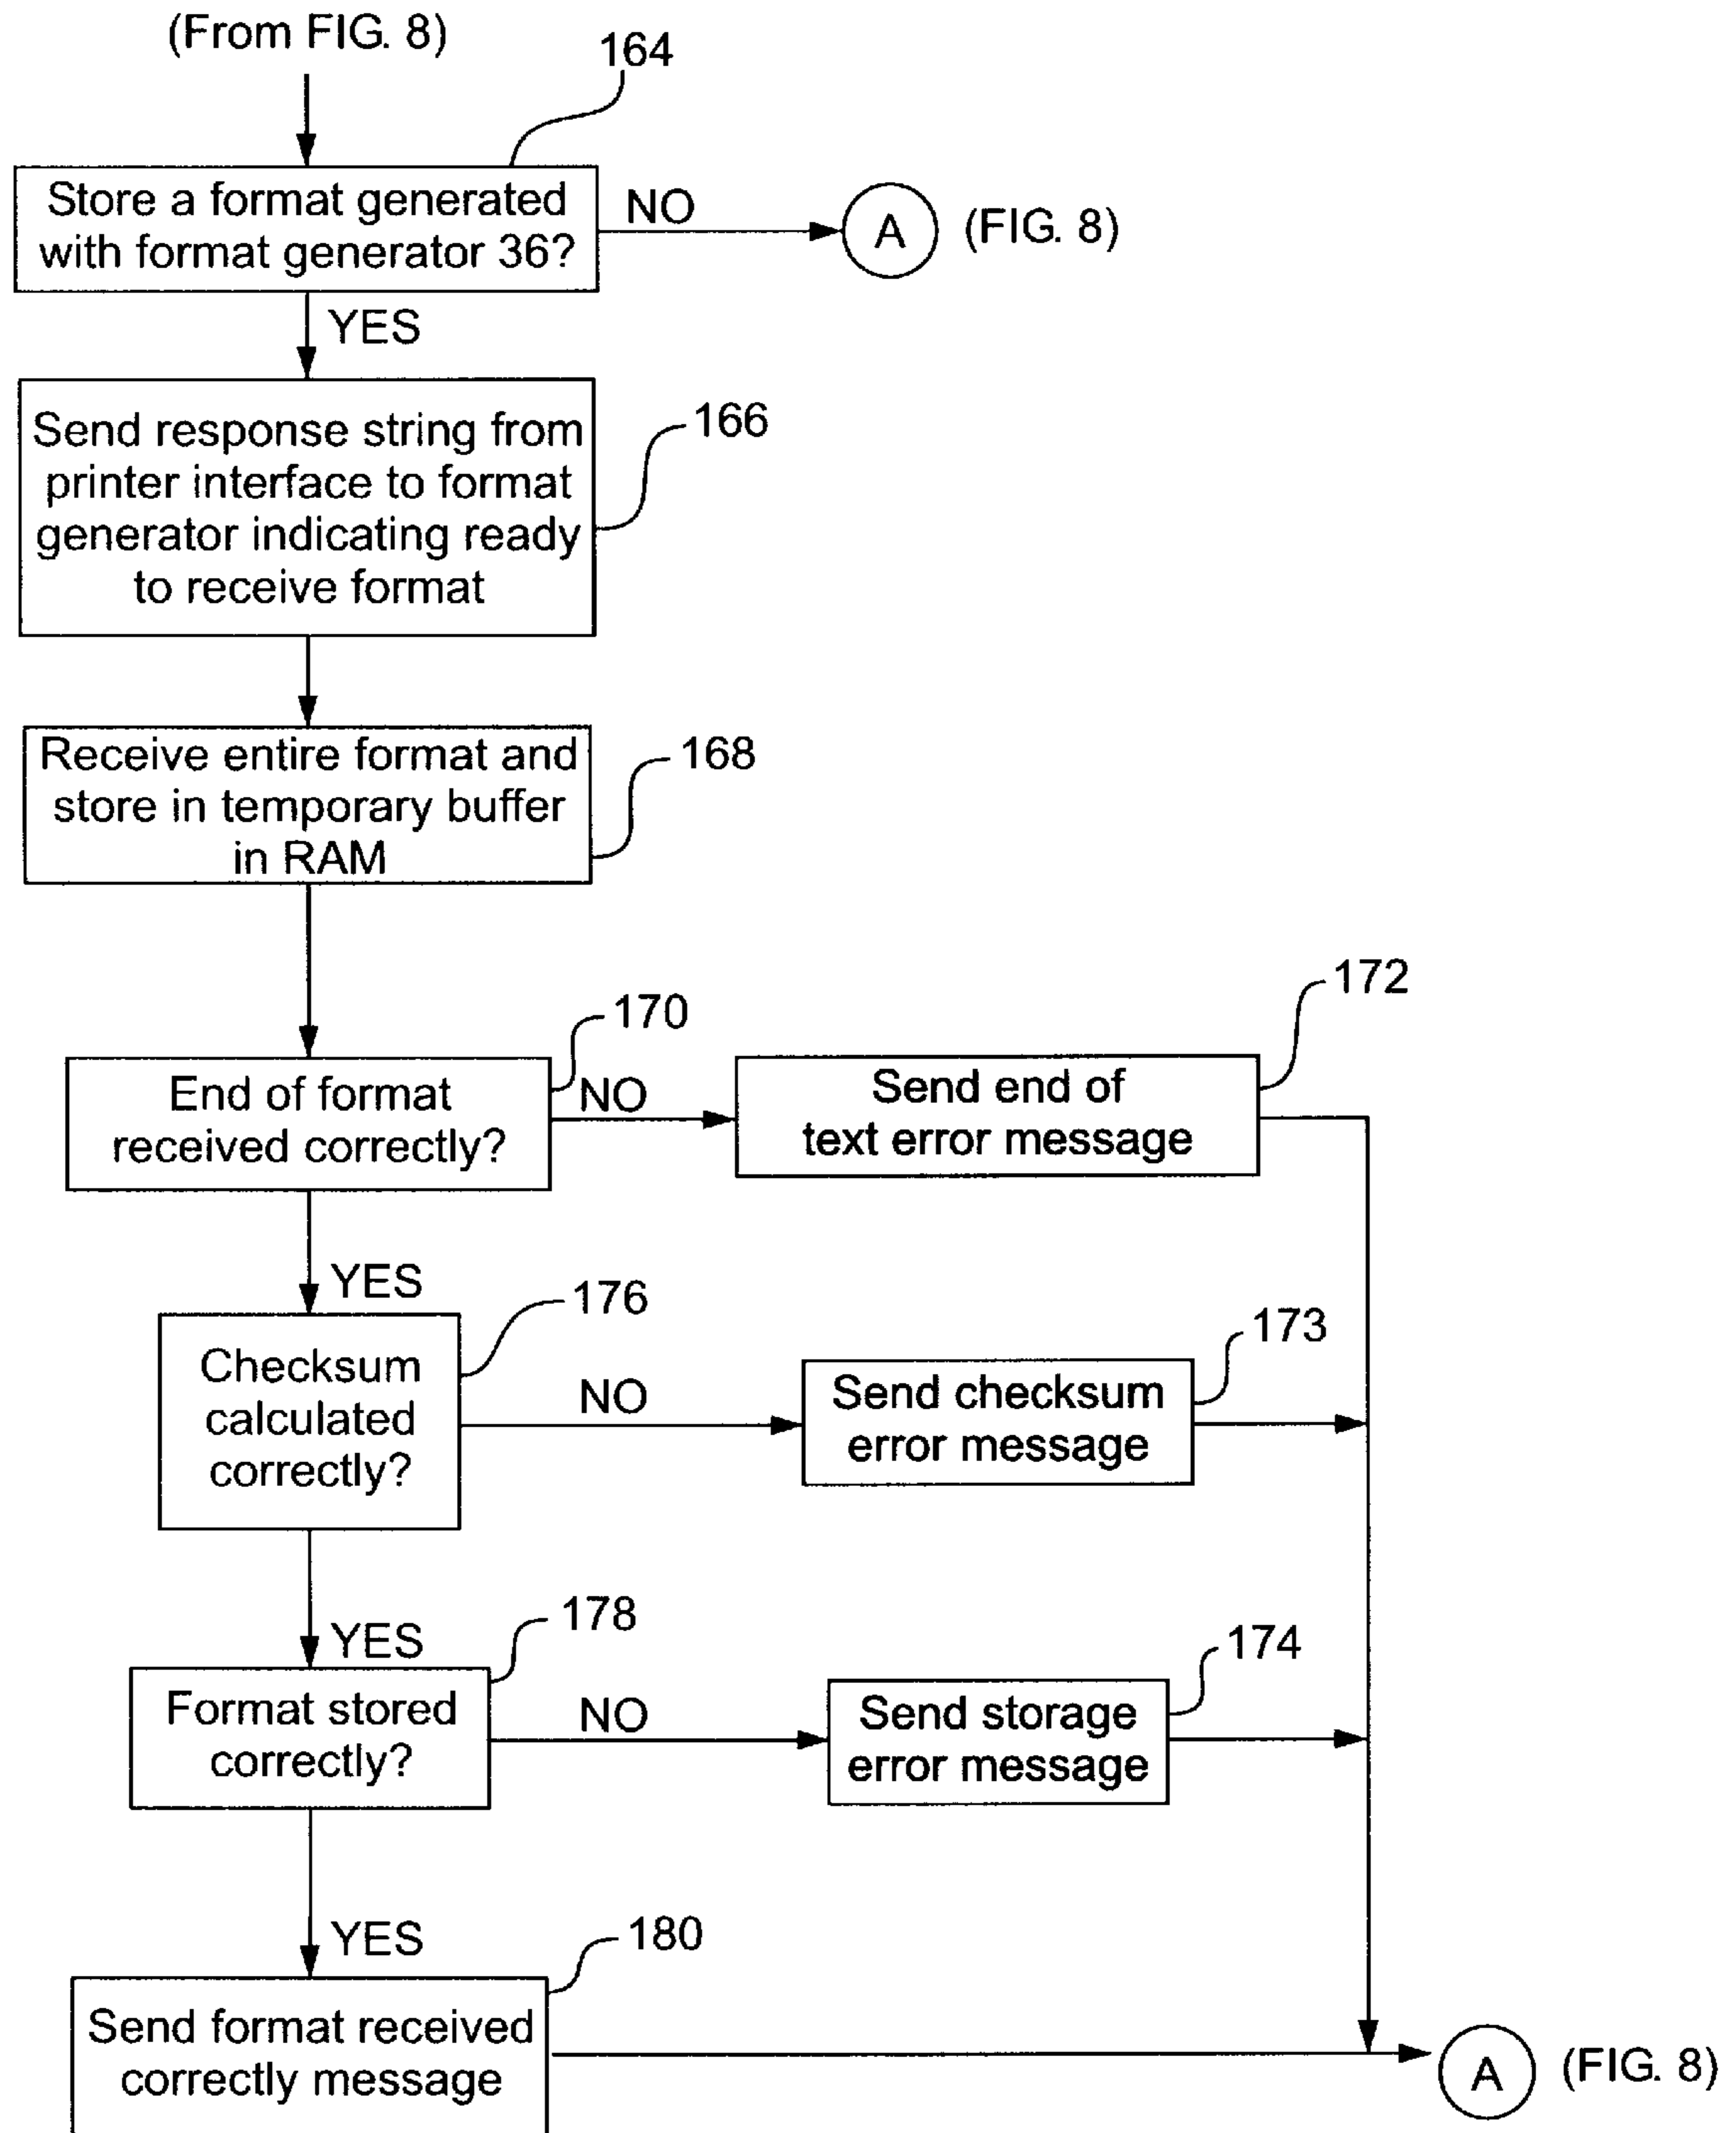 (From FIG. 8)
164
Store a format generated
with format generator 36?
NO
A
(FIG. 8)
YES
166
Send response string from
printer interface to format
generator indicating ready
to receive format
168
Receive entire format and
store in temporary buffer
in RAM
170
172
End of format
received correctly?
NO
Send end of
text error message
YES
176
173
Checksum
calculated
correctly?
NO
Send checksum
error message
YES
178
174
Format stored
correctly?
NO
Send storage
error message
YES
180
Send format received
correctly message
A
(FIG. 8)